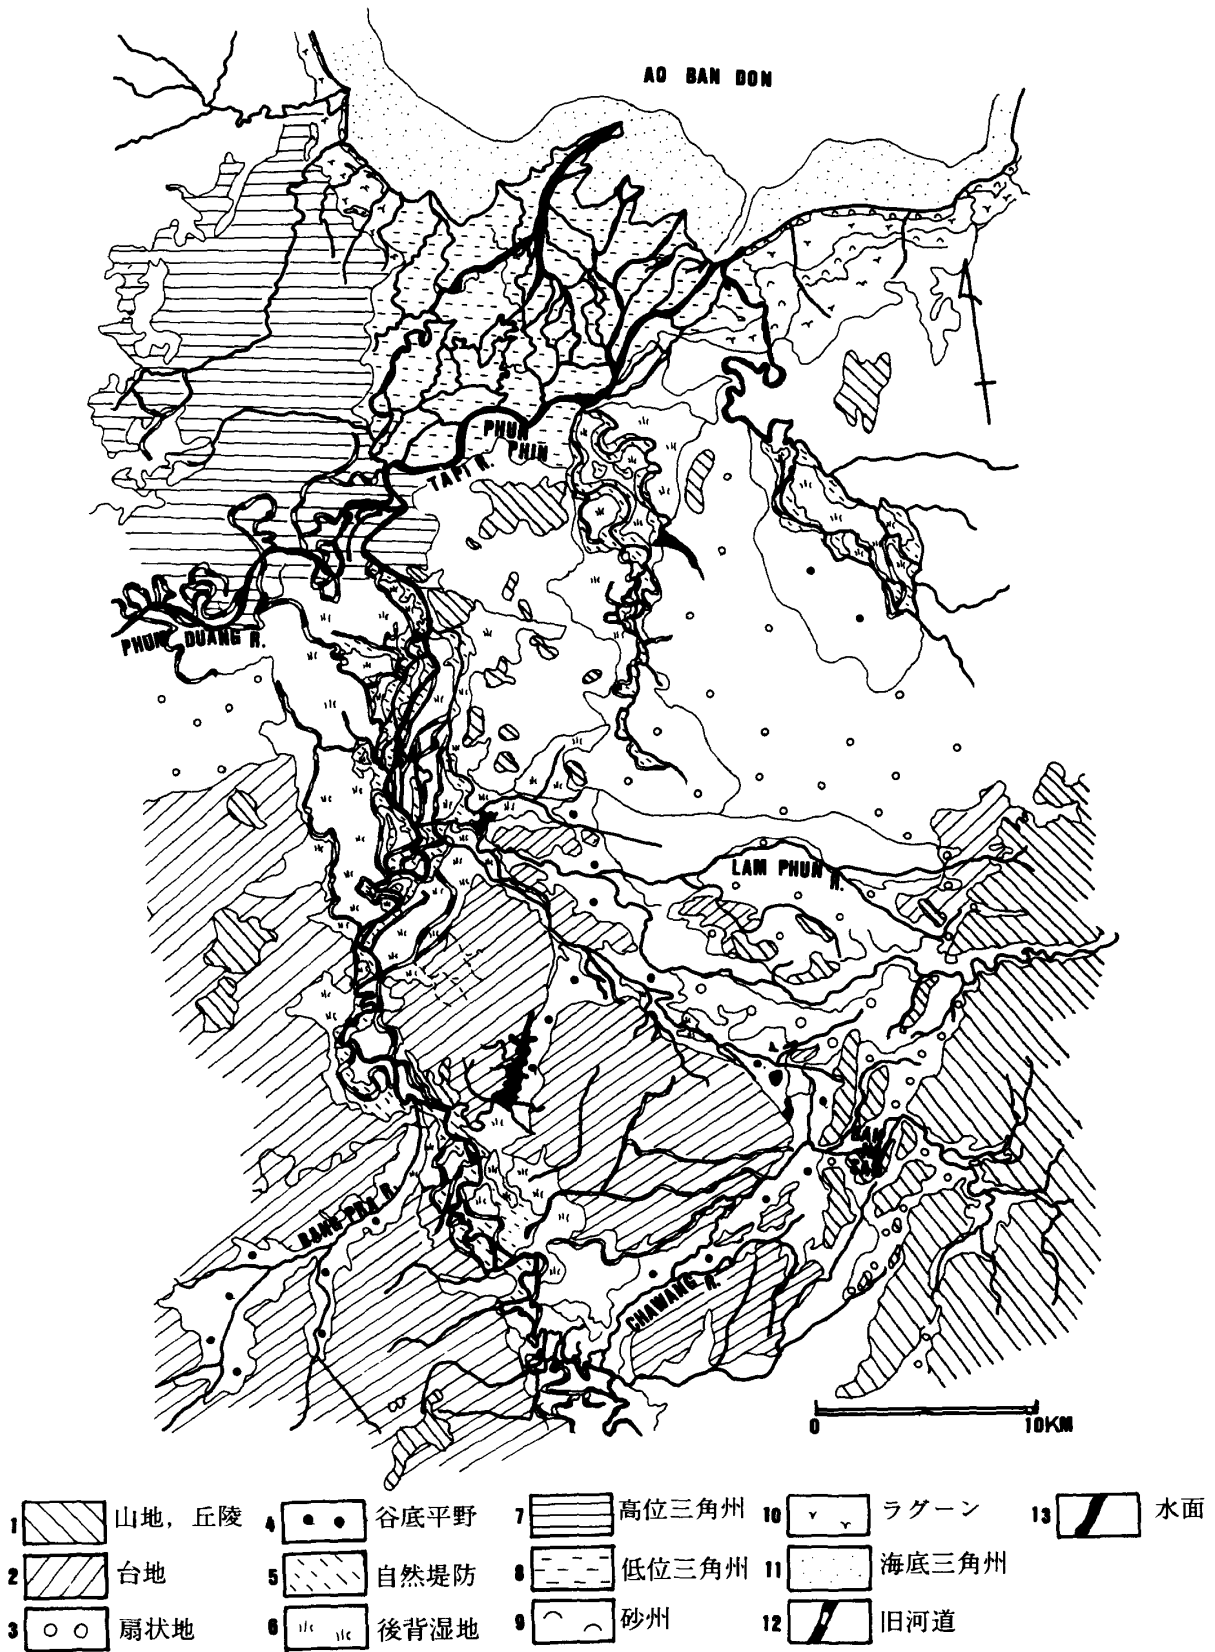 AO BAN DON
PHUN
PHIN
TAPI R.
PHUM DUANG R.
LAM PHUN R.
BAN
NA
SAN
CHAWANG R.
0 10KM
1 山地，丘陵
2 台地
3 扇状地
4 谷底平野
5 自然堤防
6 後背湿地
7 高位三角州
8 低位三角州
9 砂州
10 ラグーン
11 海底三角州
12 旧河道
13 水面